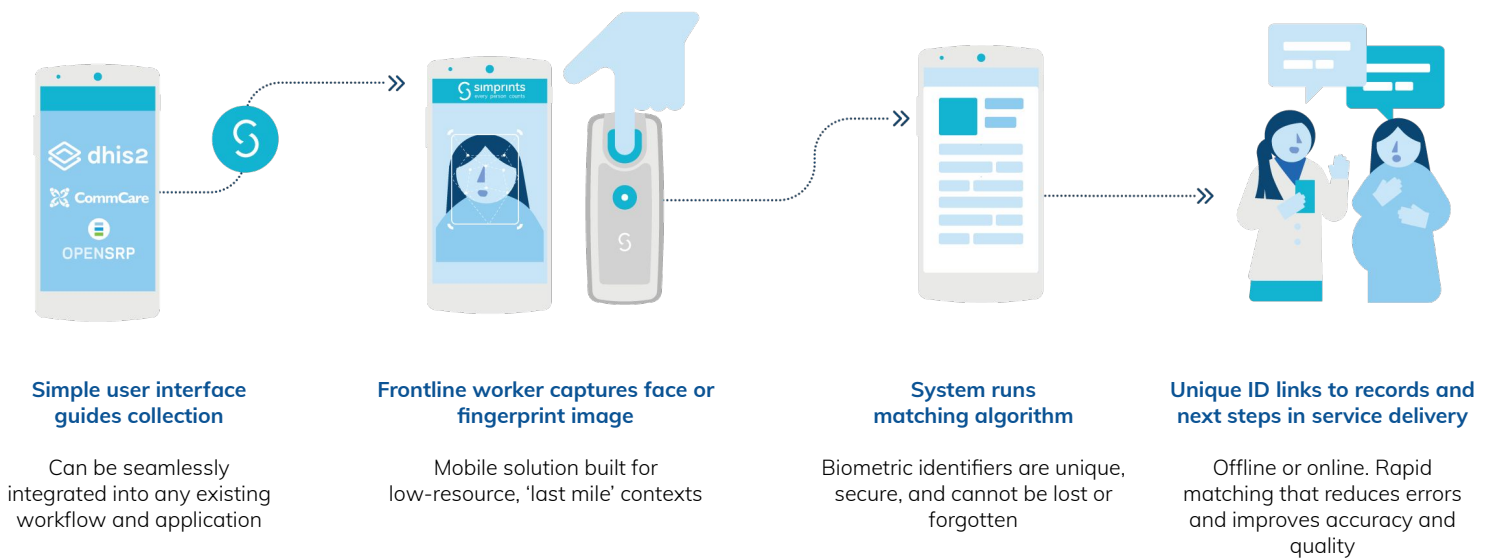 dhis2
CommCare
OPENSRP
simprints
every person counts
Simple user interface
guides collection
Can be seamlessly
integrated into any existing
workflow and application
Frontline worker captures face or
fingerprint image
Mobile solution built for
low-resource, ‘last mile’ contexts
System runs
matching algorithm
Biometric identifiers are unique,
secure, and cannot be lost or
forgotten
Unique ID links to records and
next steps in service delivery
Offline or online. Rapid
matching that reduces errors
and improves accuracy and
quality